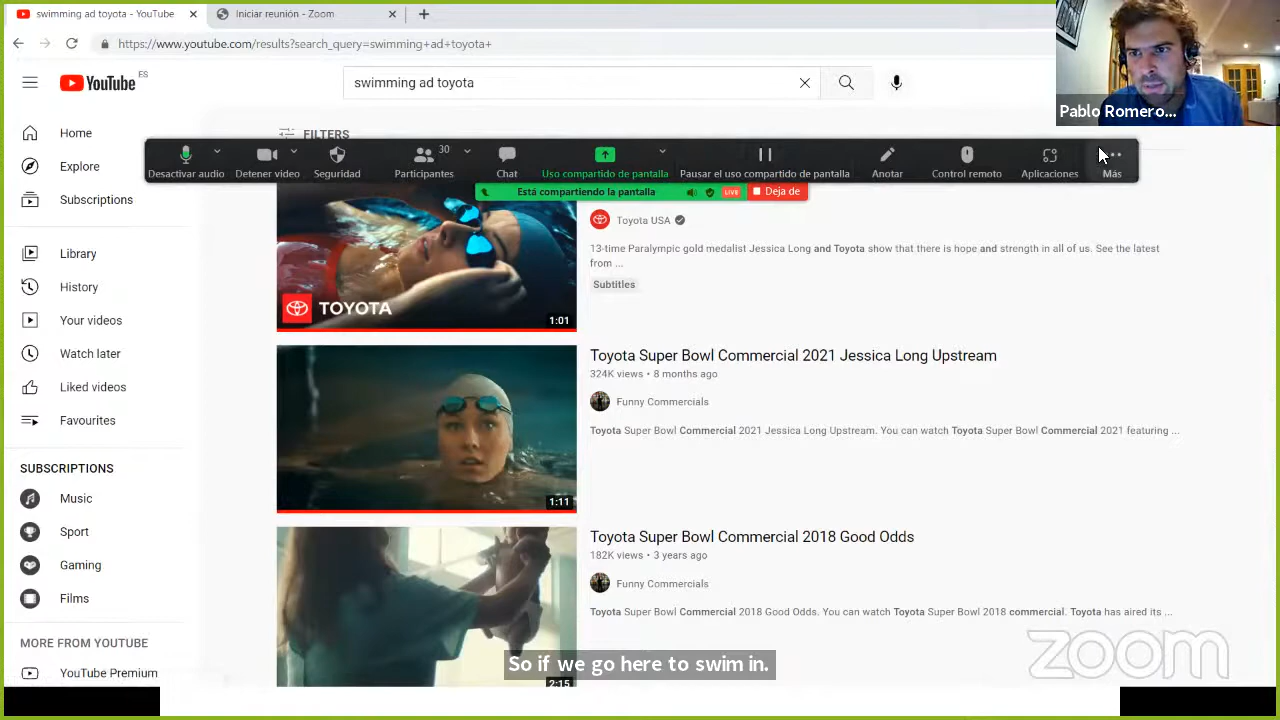 swimming ad toyota - YouTube
Iniciar reunión - Zoom
https://www.youtube.com/results?search_query=swimming+ad+toyota+
YouTube ES
swimming ad toyota
Pablo Romero...
Home
Explore
Subscriptions
Library
History
Your videos
Watch later
Liked videos
Favourites
SUBSCRIPTIONS
Music
Sport
Gaming
Films
MORE FROM YOUTUBE
YouTube Premium
FILTERS
30
Desactivar audio
Detener video
Seguridad
Participantes
Chat
Uso compartido de pantalla
Pausar el uso compartido de pantalla
Anotar
Control remoto
Aplicaciones
Más
Está compartiendo la pantalla
LIVE
Deja de
TOYOTA
1:01
Toyota USA
13-time Paralympic gold medalist Jessica Long and Toyota show that there is hope and strength in all of us. See the latest
from ...
Subtitles
1:11
Toyota Super Bowl Commercial 2021 Jessica Long Upstream
324K views • 8 months ago
Funny Commercials
Toyota Super Bowl Commercial 2021 Jessica Long Upstream. You can watch Toyota Super Bowl Commercial 2021 featuring ...
2:15
Toyota Super Bowl Commercial 2018 Good Odds
182K views • 3 years ago
Funny Commercials
Toyota Super Bowl Commercial 2018 Good Odds. You can watch Toyota Super Bowl 2018 commercial. Toyota has aired its ...
zoom
So if we go here to swim in.